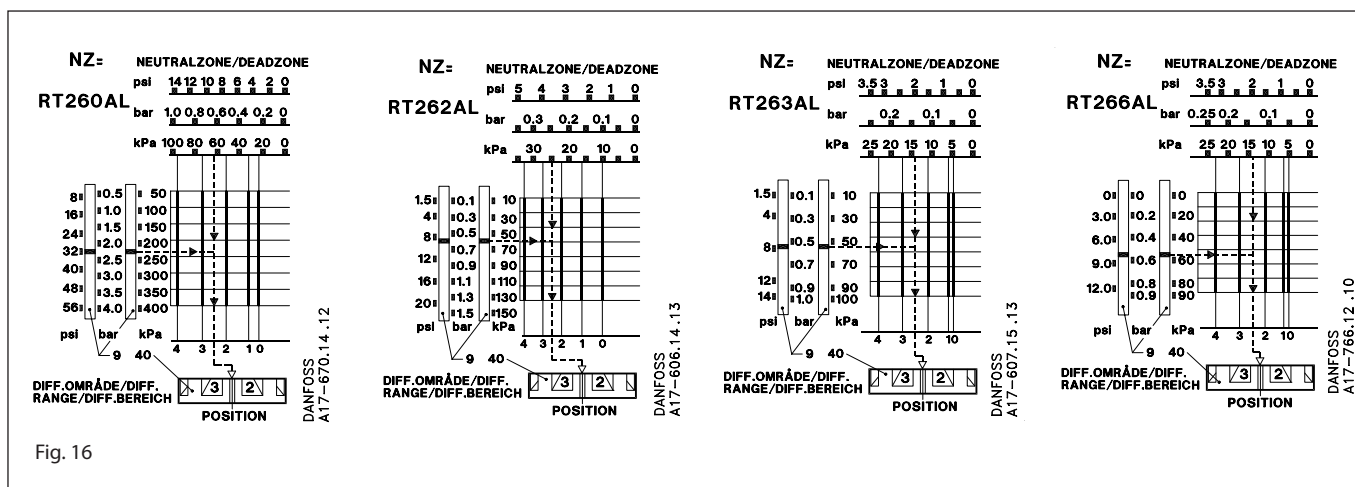 NZ= NEUTRALZONE/DEADZONE
psi 14 12 10 8 6 4 2 0
RT260AL
bar 1.0 0.8 0.6 0.4 0.2 0
kPa 100 80 60 40 20 0
8 0.5 50
16 1.0 100
1.5 150
24 2.0 200
32
40 2.5 250
3.0 300
48 3.5 350
56 4.0 400
psi bar kPa 4 3 2 1 0
9 40
DIFF.OMRÅDE/DIFF. 3 2
RANGE/DIFF.BEREICH
POSITION
DANFOSS
A17-670.14.12
NZ= NEUTRALZONE/DEADZONE
psi 5 4 3 2 1 0
RT262AL
bar 0.3 0.2 0.1 0
kPa 30 20 10 0
1.5 0.1 10
4 0.3 30
8 0.5 50
0.7 70
12 0.9 90
16 1.1 110
20 1.3 130
1.5 150
psi bar kPa 4 3 2 1 0
9 40
DIFF.OMRÅDE/DIFF. 3 2
RANGE/DIFF.BEREICH
POSITION
DANFOSS
A17-606.14.13
NZ= NEUTRALZONE/DEADZONE
psi 3.5 3 2 1 0
RT263AL
bar 0.2 0.1 0
kPa 25 20 15 10 5 0
1.5 0.1 10
4 0.3 30
8 0.5 50
0.7 70
12 0.9 90
14 1.0 100
psi bar kPa 4 3 2 1 0
9 40
DIFF.OMRÅDE/DIFF. 3 2
RANGE/DIFF.BEREICH
POSITION
DANFOSS
A17-607.15.13
NZ= NEUTRALZONE/DEADZONE
psi 3.5 3 2 1 0
RT266AL
bar 0.25 0.2 0.1 0
kPa 25 20 15 10 5 0
0 0 0
3.0 0.2 20
6.0 0.4 40
9.0 0.6 60
12.0 0.8 80
0.9 90
psi bar kPa 4 3 2 1 0
9 40
DIFF.OMRÅDE/DIFF. 3 2
RANGE/DIFF.BEREICH
POSITION
DANFOSS
A17-766.12.10
Fig. 16